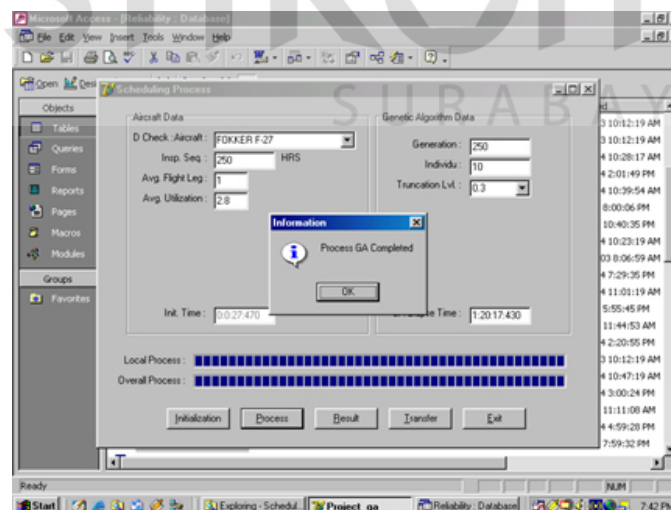 SURABAYA
Microsoft Access - [Reliability : Database]
File Edit View Insert Tools Window Help
Open
Scheduling Process
Objects
Tables
Queries
Forms
Reports
Pages
Macros
Modules
Groups
Favorites
Aircraft Data
D Check :Aircraft : FOKKER F-27
Insp. Seq. : 250 HRS
Avg. Flight Leg : 1
Avg. Utilization : 2.8
Init. Time : 0:0:27:470
Genetic Algorithm Data
Generation : 250
Individu : 10
Truncation Lvl. : 0.3
Time : 1:20:17:430
Information
Process GA Completed
OK
Local Process :
Overall Process :
Initialization Process Result Transfer Exit
3 10:12:19 AM
3 10:12:19 AM
4 10:28:17 AM
4 2:01:49 PM
4 10:39:54 AM
8:00:06 PM
10:40:35 PM
4 10:23:19 AM
03 8:06:59 AM
4 7:29:35 PM
4 11:01:19 AM
5:55:45 PM
11:44:53 AM
4 2:20:55 PM
3 10:12:19 AM
4 10:47:19 AM
4 3:00:24 PM
11:11:08 AM
4 4:59:28 PM
7:59:32 PM
Ready NUM
Start Exploring - Schedul... Project_ga Reliability : Database 7:42 PM